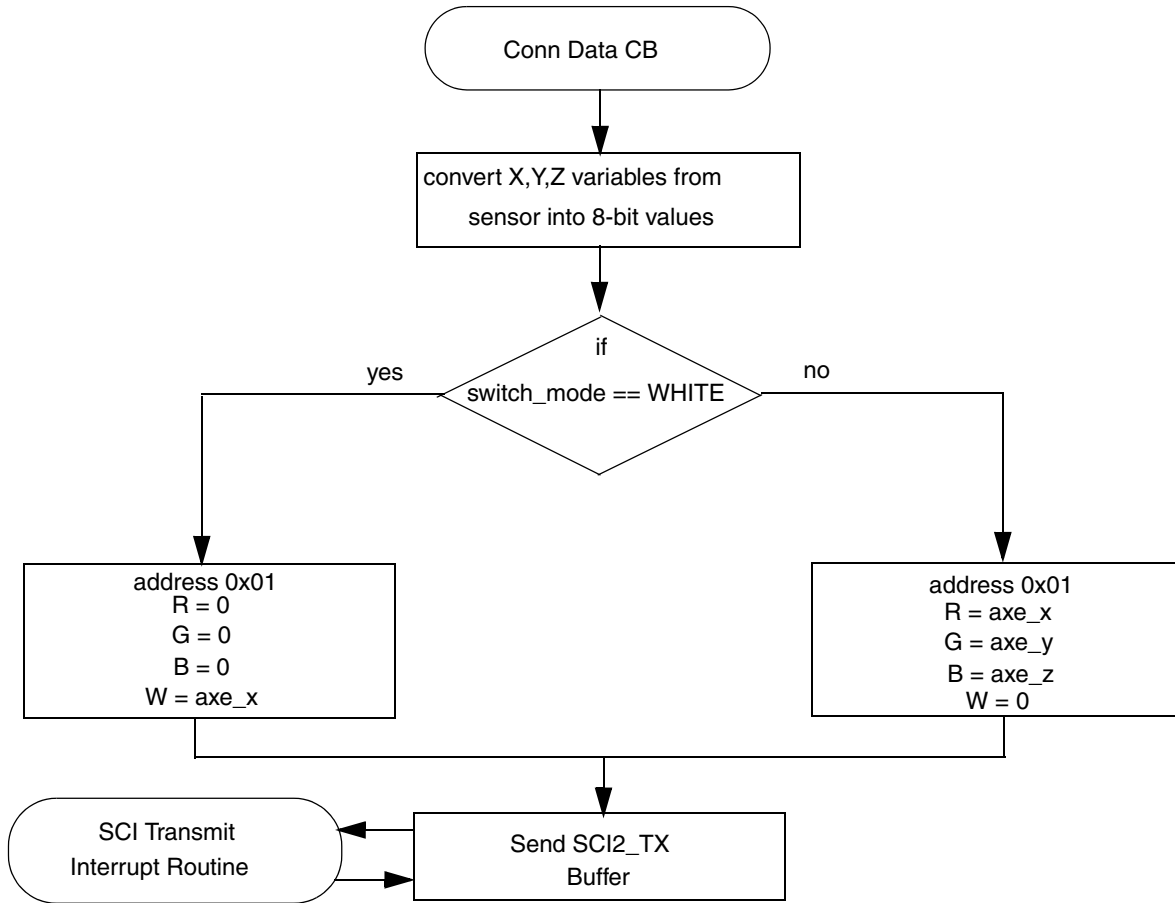 Conn Data CB
convert X,Y,Z variables from
sensor into 8-bit values
if
yes
switch_mode == WHITE
no
address 0x01
R = 0
G = 0
B = 0
W = axe_x
address 0x01
R = axe_x
G = axe_y
B = axe_z
W = 0
SCI Transmit
Interrupt Routine
Send SCI2_TX
Buffer